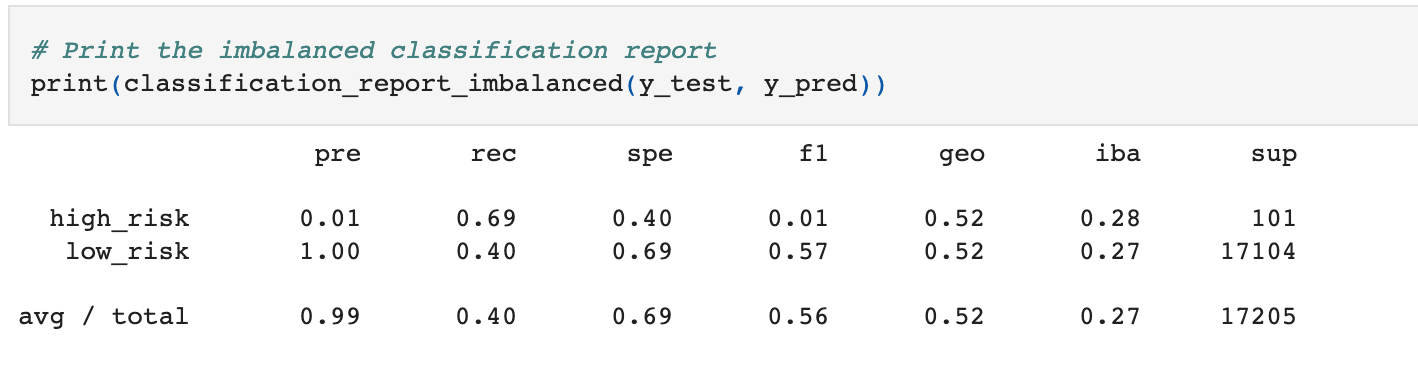 # Print the imbalanced classification report
print(classification_report_imbalanced(y_test, y_pred))
pre rec spe f1 geo iba sup
high_risk 0.01 0.69 0.40 0.01 0.52 0.28 101
low_risk 1.00 0.40 0.69 0.57 0.52 0.27 17104
avg / total 0.99 0.40 0.69 0.56 0.52 0.27 17205